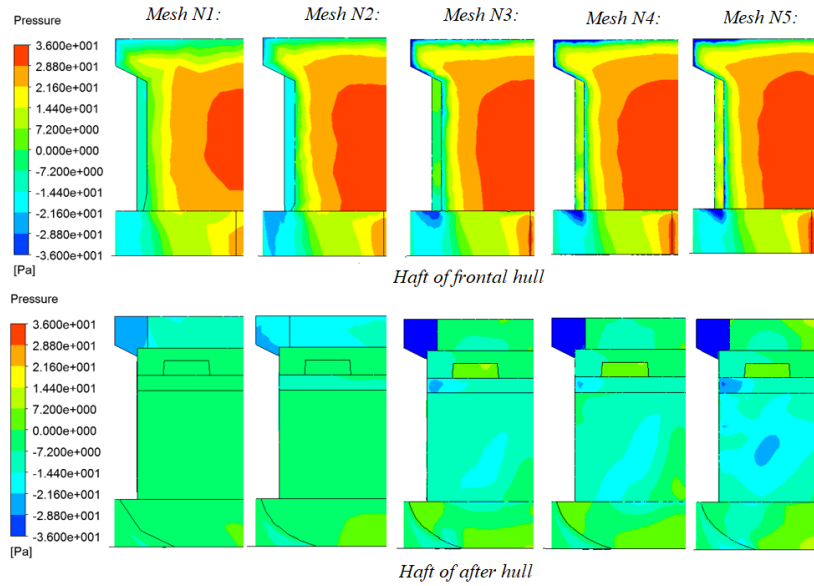 Mesh N1: Mesh N2: Mesh N3: Mesh N4: Mesh N5:
Pressure
3.600e+001
2.880e+001
2.160e+001
1.440e+001
7.200e+000
0.000e+000
-7.200e+000
-1.440e+001
-2.160e+001
-2.880e+001
-3.600e+001
[Pa]
Haft of frontal hull
Pressure
3.600e+001
2.880e+001
2.160e+001
1.440e+001
7.200e+000
0.000e+000
-7.200e+000
-1.440e+001
-2.160e+001
-2.880e+001
-3.600e+001
[Pa]
Haft of after hull